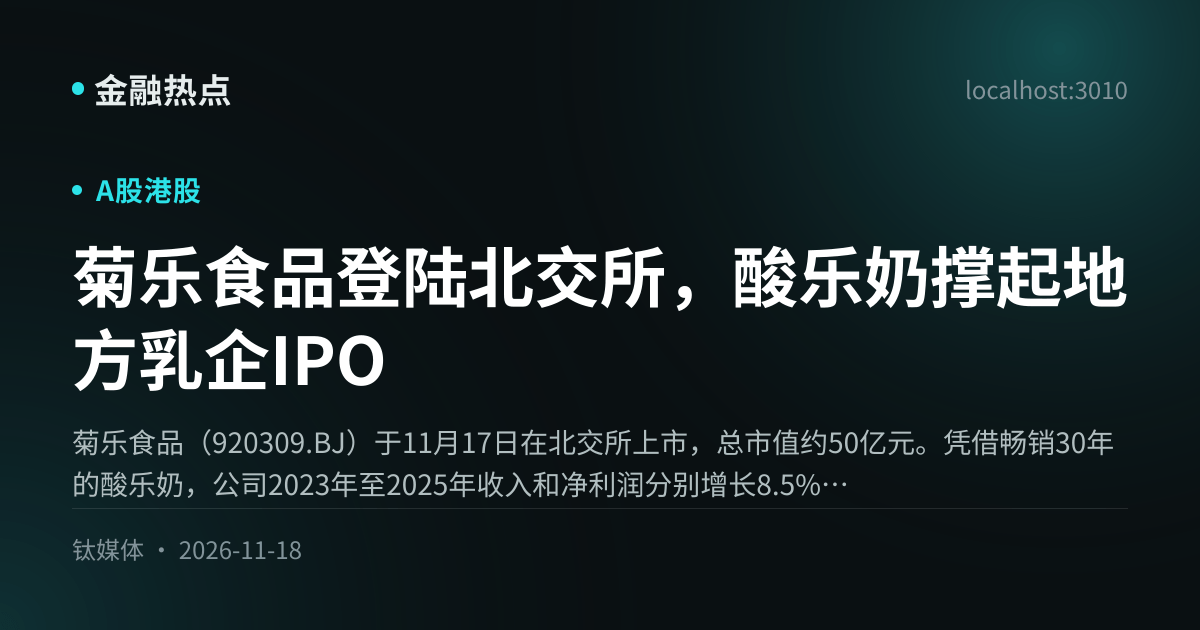 金融热点
localhost:3010
A股港股
菊乐食品登陆北交所，酸乐奶撑起地
方乳企IPO
菊乐食品（920309.BJ）于11月17日在北交所上市，总市值约50亿元。凭借畅销30年
的酸乐奶，公司2023年至2025年收入和净利润分别增长8.5%…
钛媒体 • 2026-11-18